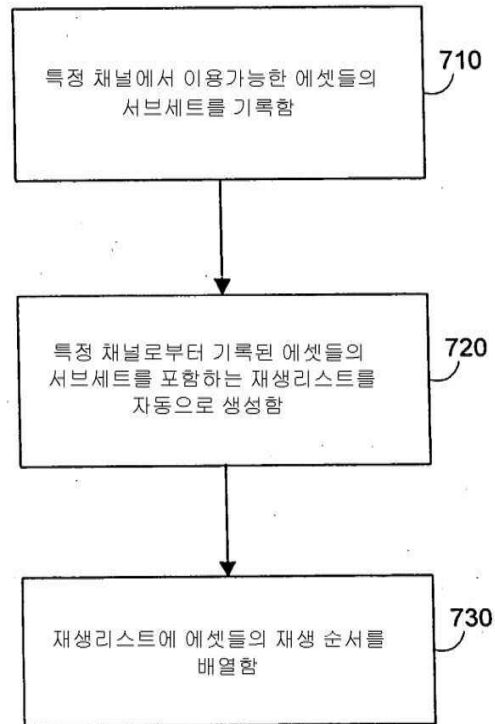 특정 채널에서 이용가능한 에셋들의
서브세트를 기록함
710
특정 채널로부터 기록된 에셋들의
서브세트를 포함하는 재생리스트를
자동으로 생성함
720
재생리스트에 에셋들의 재생 순서를
배열함
730